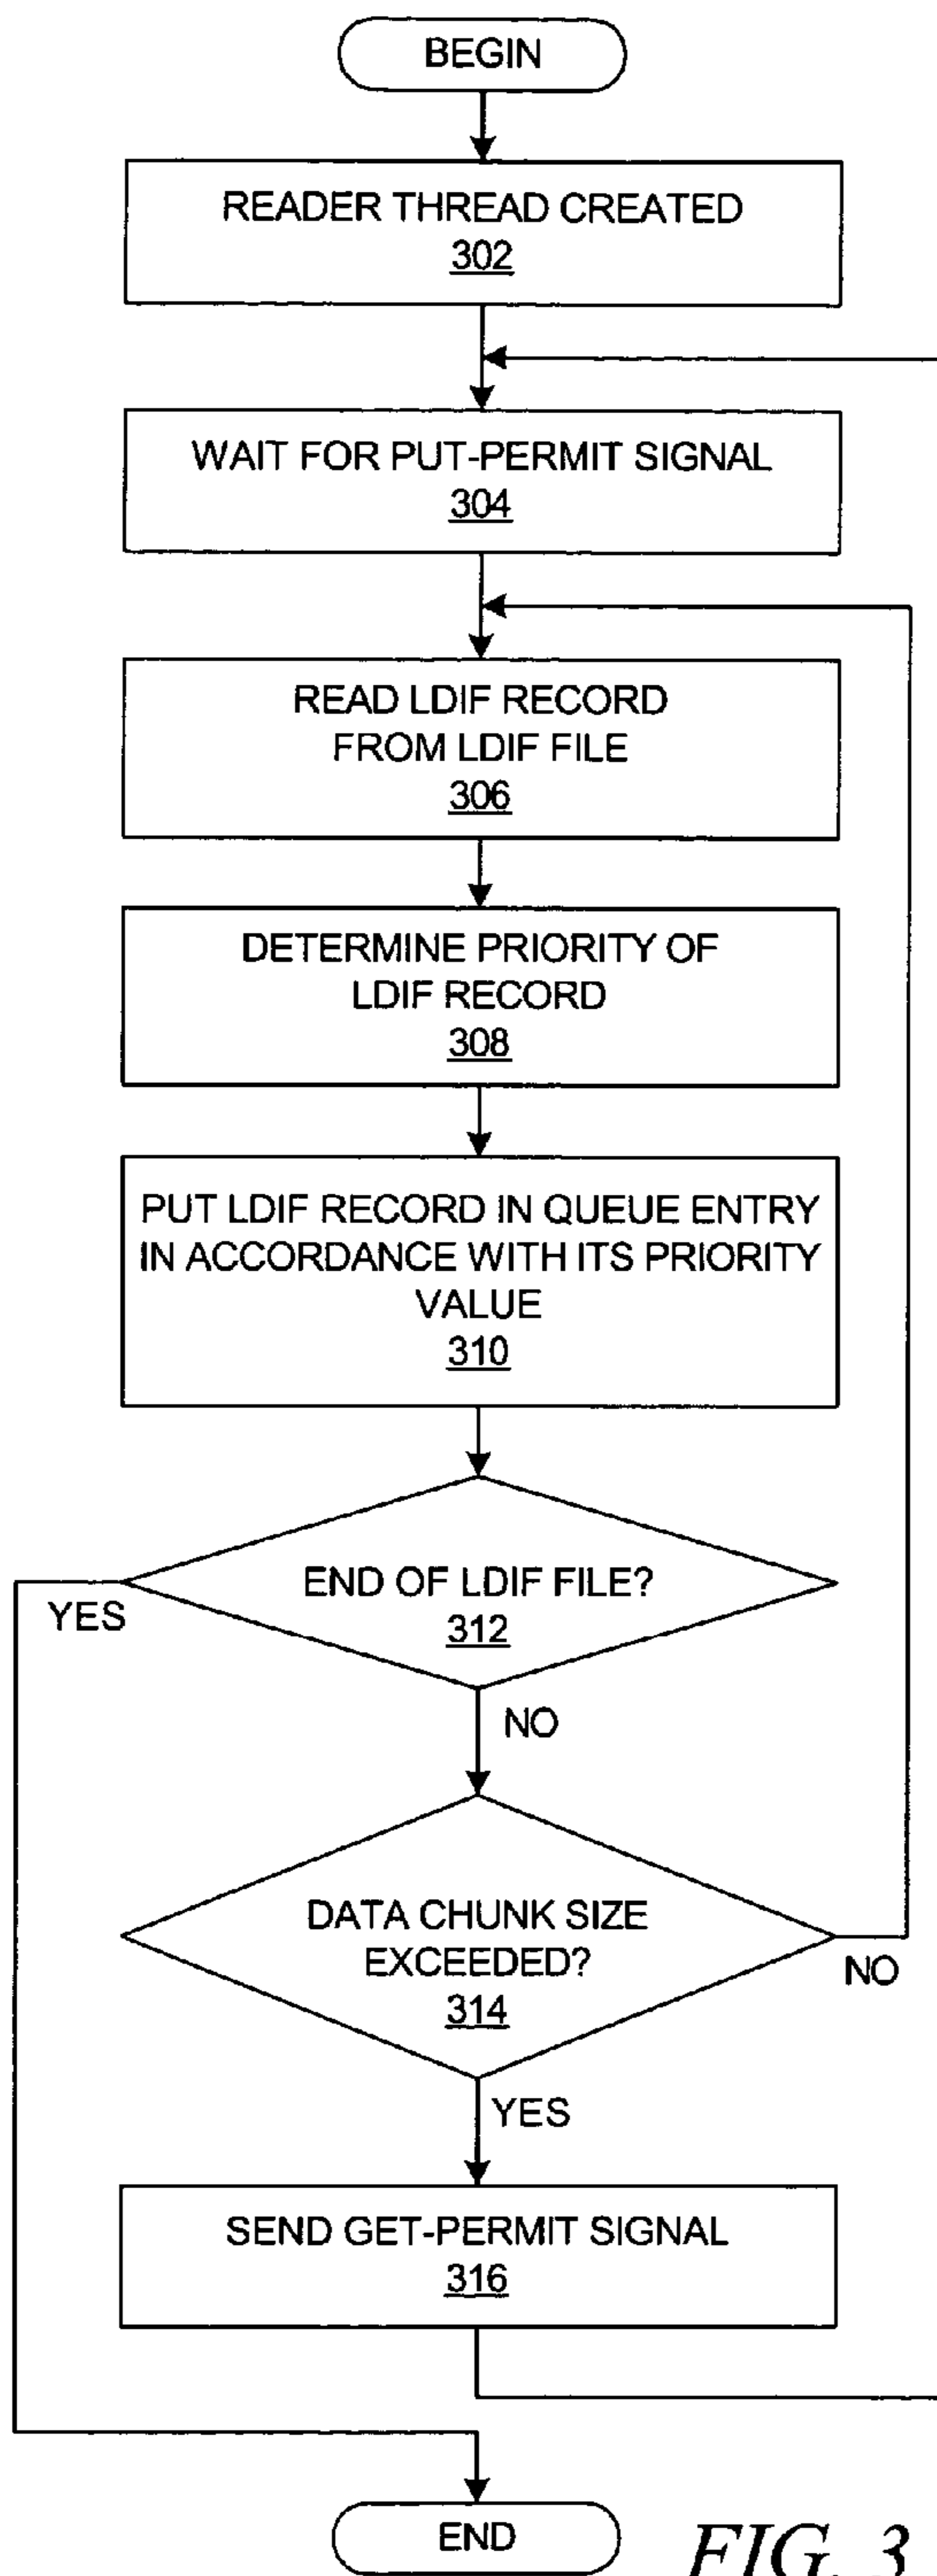 BEGIN
READER THREAD CREATED
302
WAIT FOR PUT-PERMIT SIGNAL
304
READ LDIF RECORD
FROM LDIF FILE
306
DETERMINE PRIORITY OF
LDIF RECORD
308
PUT LDIF RECORD IN QUEUE ENTRY
IN ACCORDANCE WITH ITS PRIORITY
VALUE
310
END OF LDIF FILE?
312
YES
NO
DATA CHUNK SIZE
EXCEEDED?
314
NO
YES
SEND GET-PERMIT SIGNAL
316
END
FIG. 3